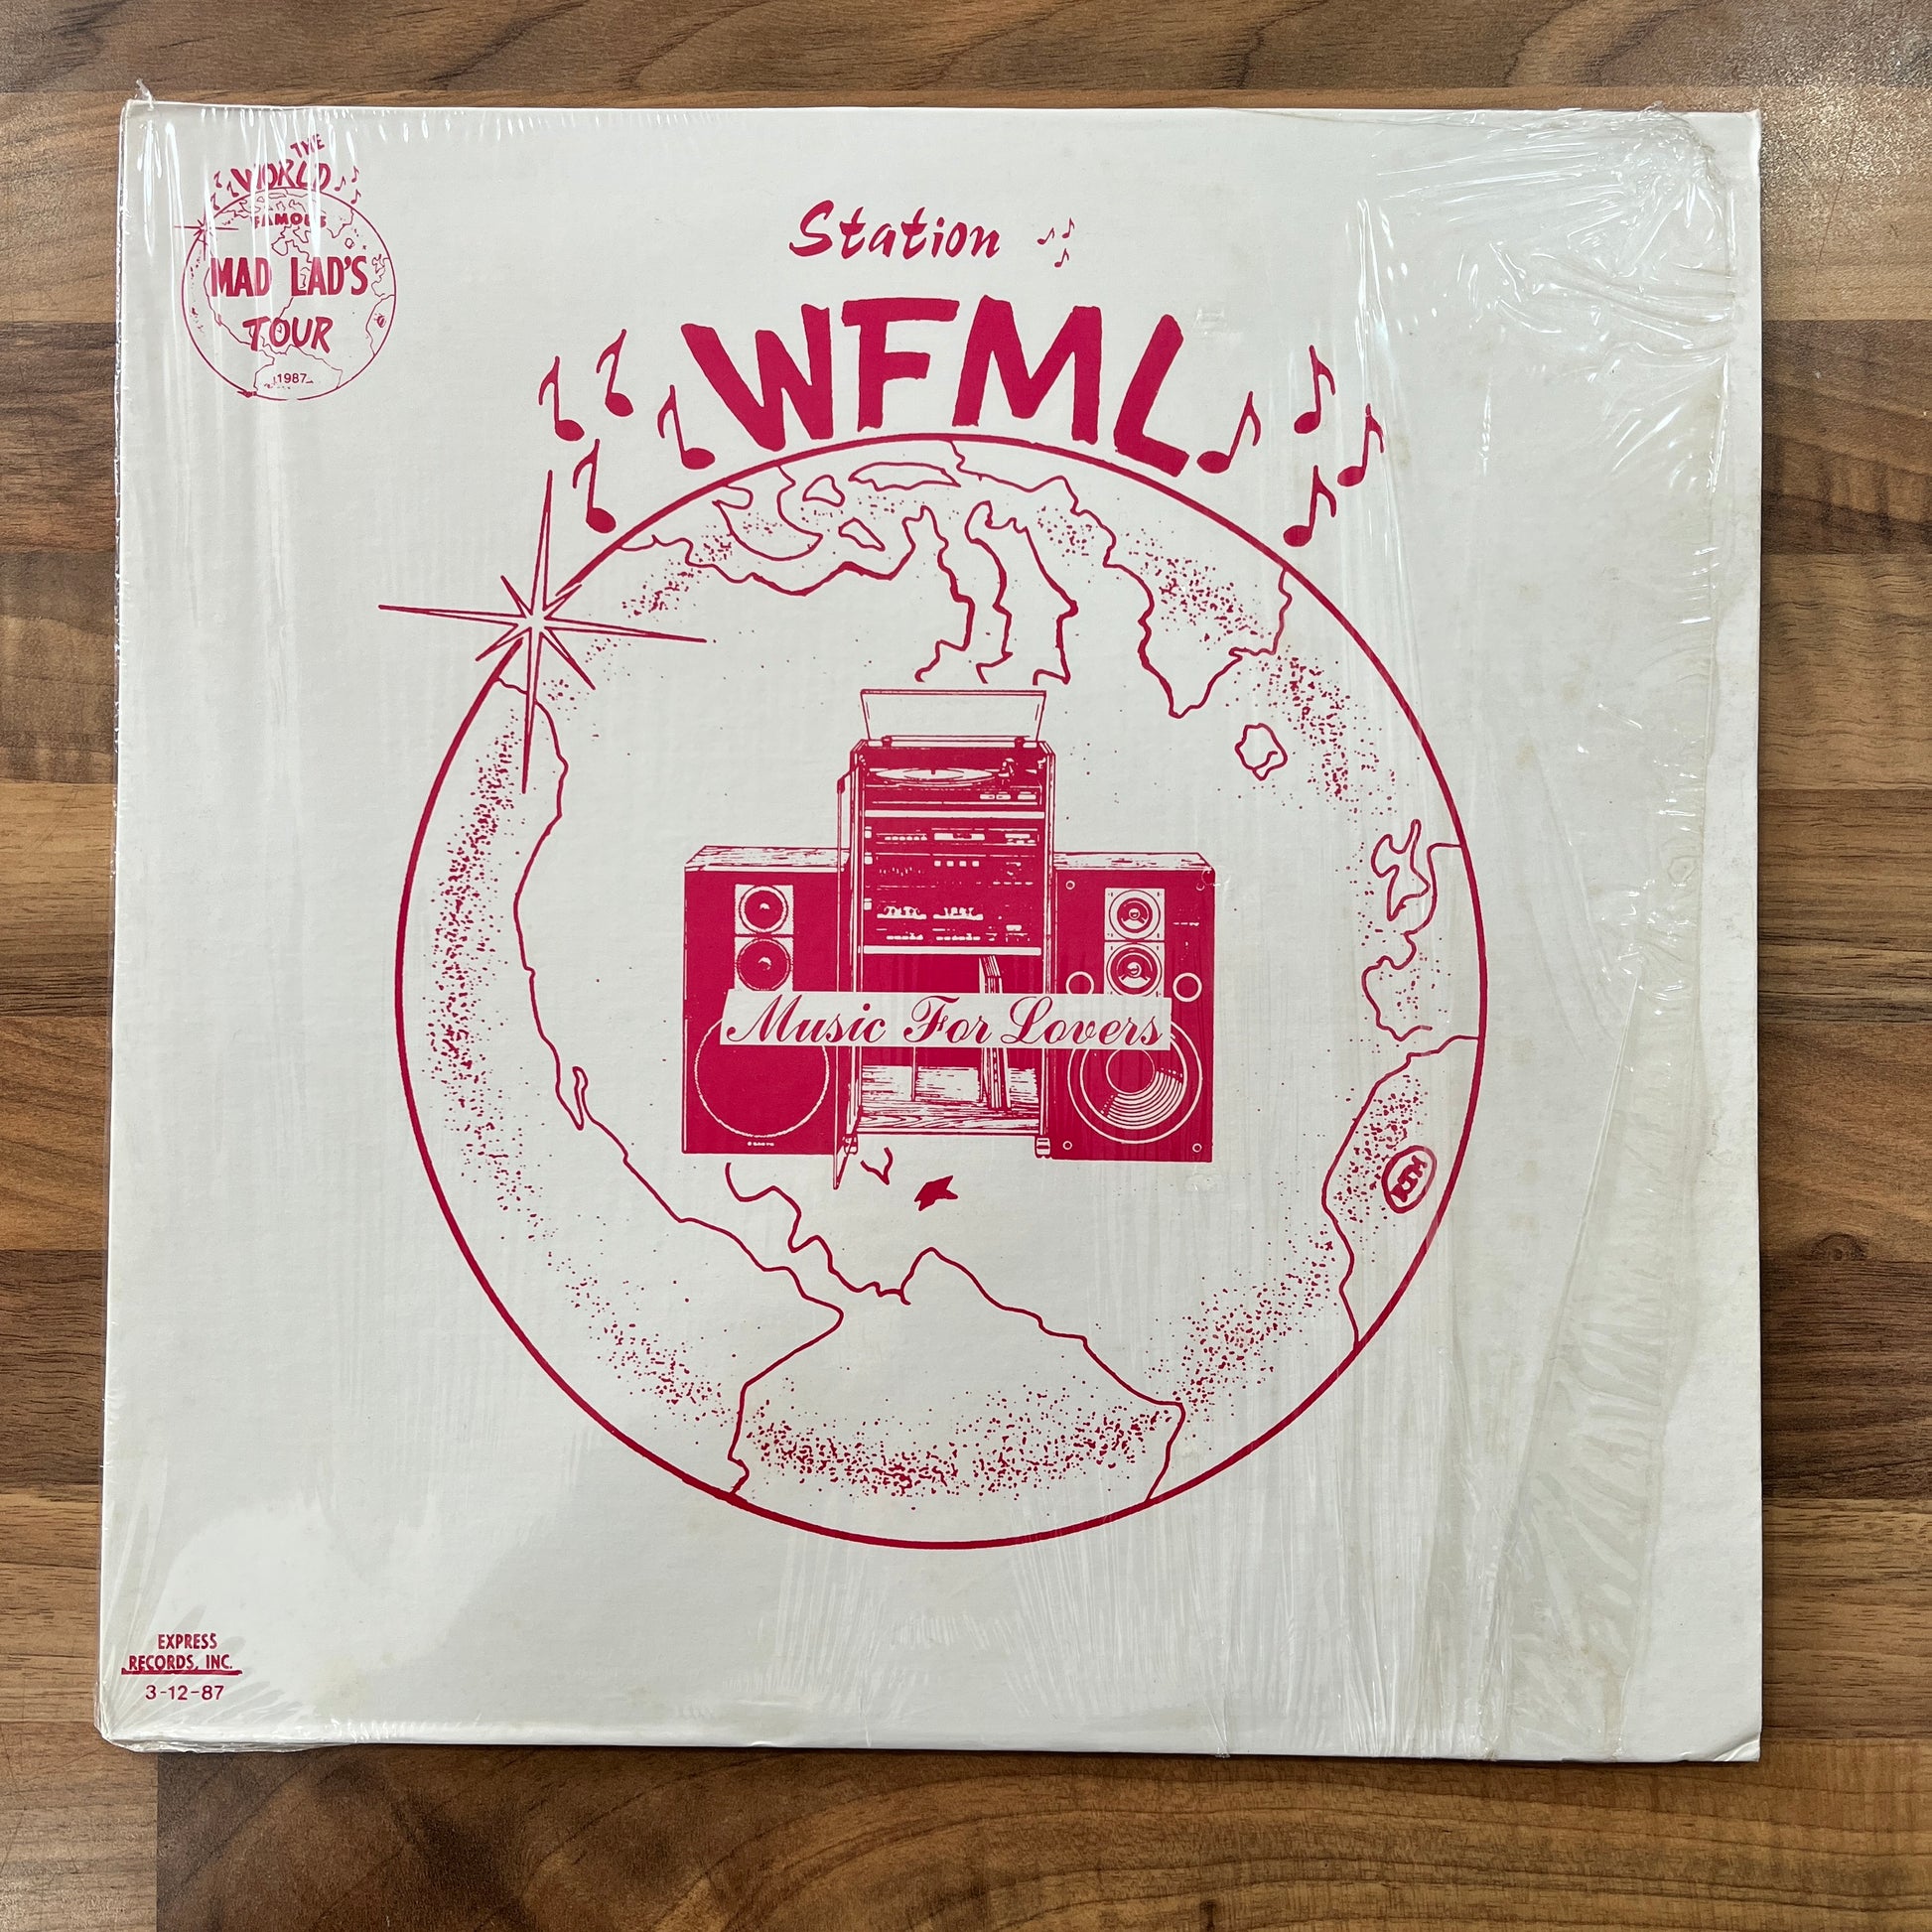 THE
WORLD
FAMOUS
MAD LAD'S
TOUR
1987
Station
WFML
Music For Lovers
EXPRESS
RECORDS, INC.
3-12-87